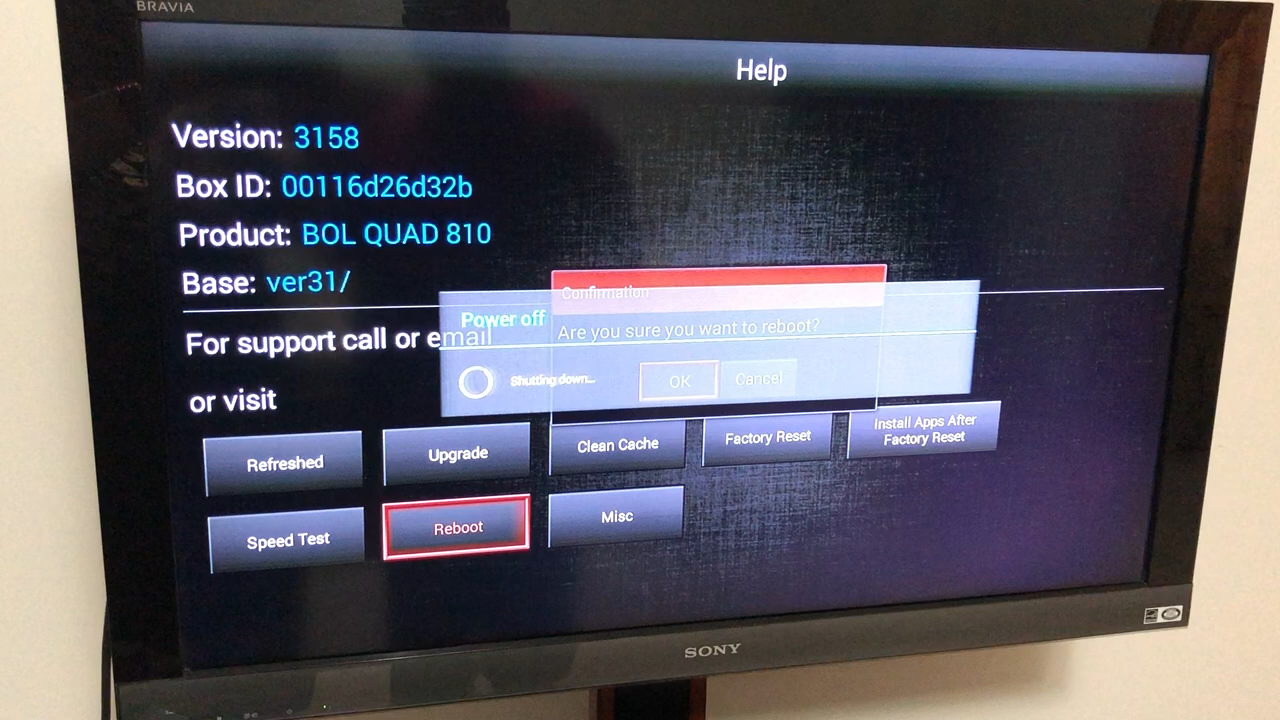 BRAVIA
Help
Version: 3158
Box ID: 00116d26d32b
Product: BOL QUAD 810
Base: ver31/
Confirmation
Power off
Are you sure you want to reboot?
For support call or email
Shutting down...
OK
Cancel
or visit
Refreshed
Upgrade
Clean Cache
Factory Reset
Install Apps After
Factory Reset
Speed Test
Reboot
Misc
SONY